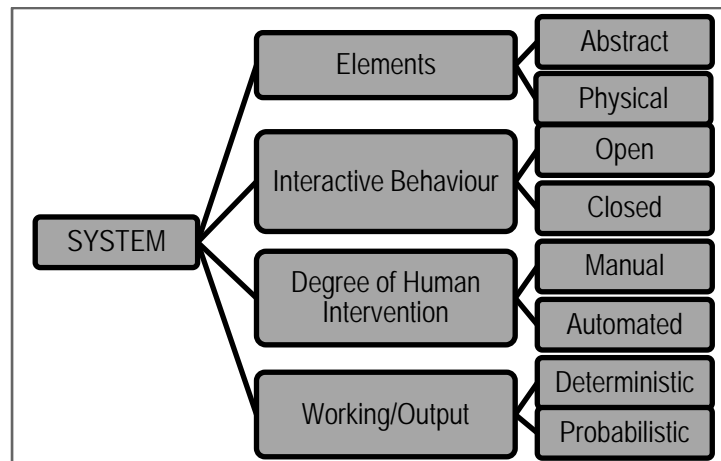 SYSTEM
Elements
Abstract
Physical
Interactive Behaviour
Open
Closed
Degree of Human
Intervention
Manual
Automated
Working/Output
Deterministic
Probabilistic